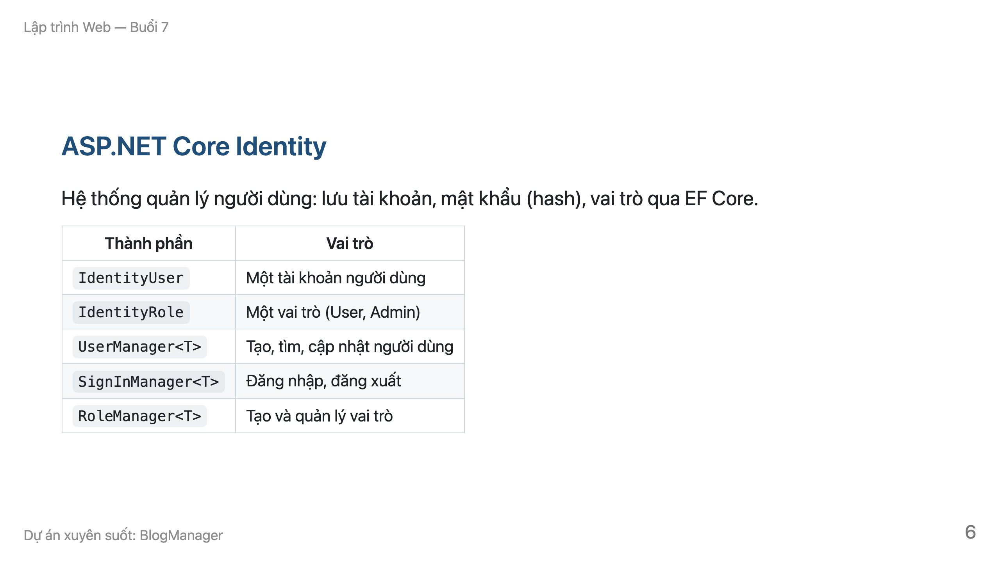 Lập trình Web — Buổi 7
ASP.NET Core Identity
Hệ thống quản lý người dùng: lưu tài khoản, mật khẩu (hash), vai trò qua EF Core.
Thành phần Vai trò
IdentityUser Một tài khoản người dùng
IdentityRole Một vai trò (User, Admin)
UserManager<T> Tạo, tìm, cập nhật người dùng
SignInManager<T> Đăng nhập, đăng xuất
RoleManager<T> Tạo và quản lý vai trò
Dự án xuyên suốt: BlogManager
6